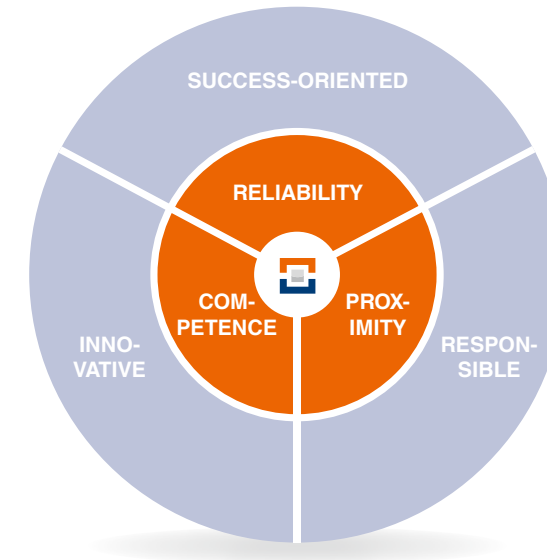 SUCCESS-ORIENTED
RELIABILITY
COM-
PETENCE
PROX-
IMITY
INNO-
VATIVE
RESPON-
SIBLE